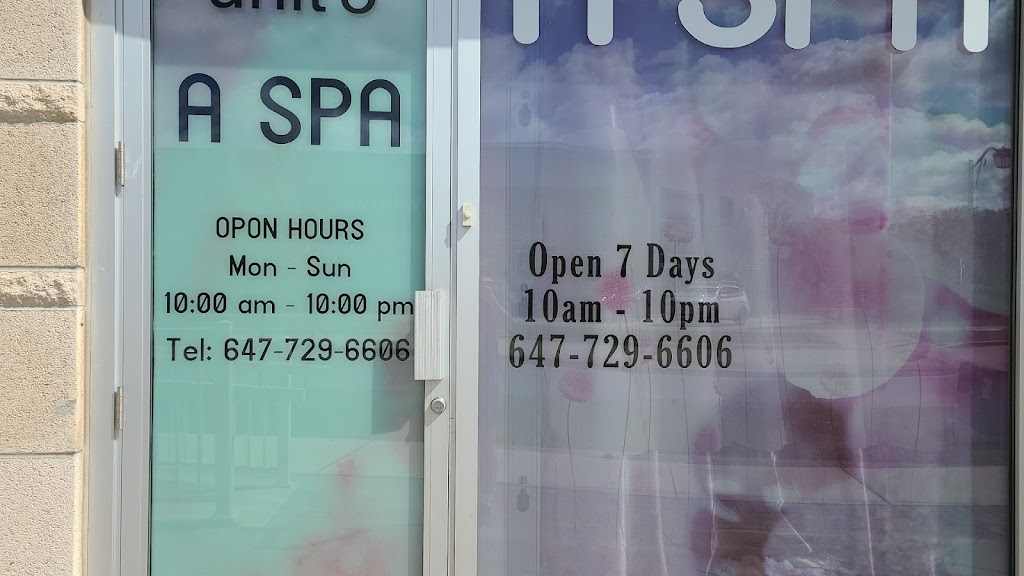 A SPA
OPON HOURS
Mon - Sun
10:00 am - 10:00 pm
Tel: 647-729-6606
A SPA
Open 7 Days
10am - 10pm
647-729-6606